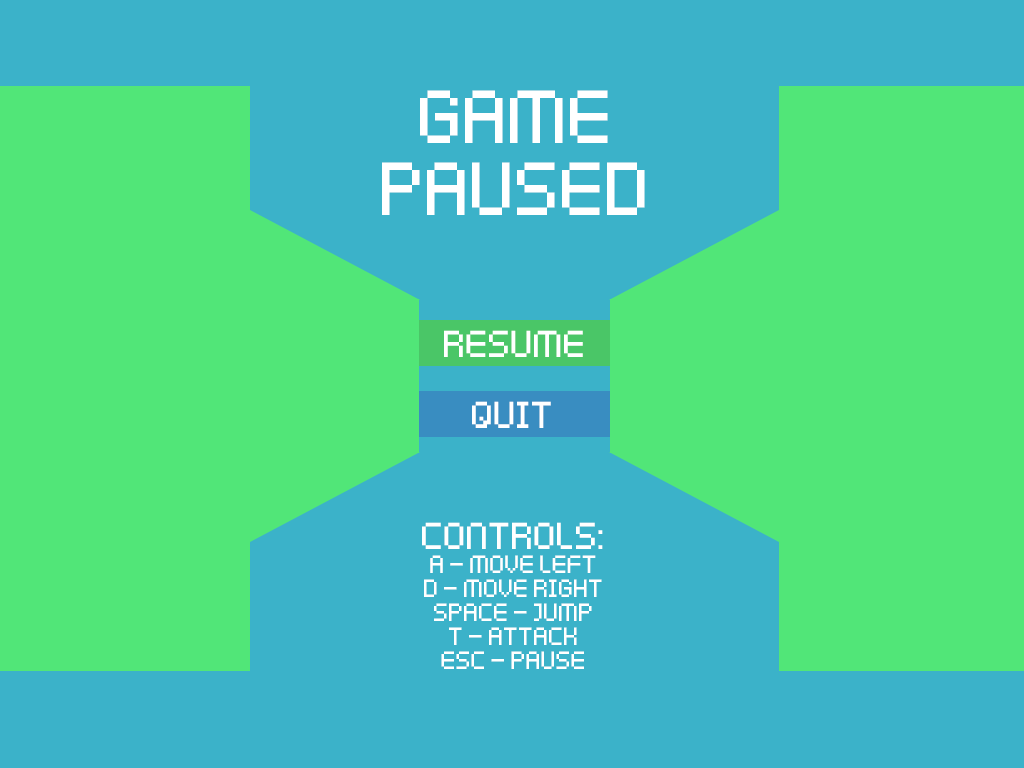 GAME
PAUSED
RESUME
QUIT
CONTROLS:
A - MOVE LEFT
D - MOVE RIGHT
SPACE - JUMP
T - ATTACK
ESC - PAUSE